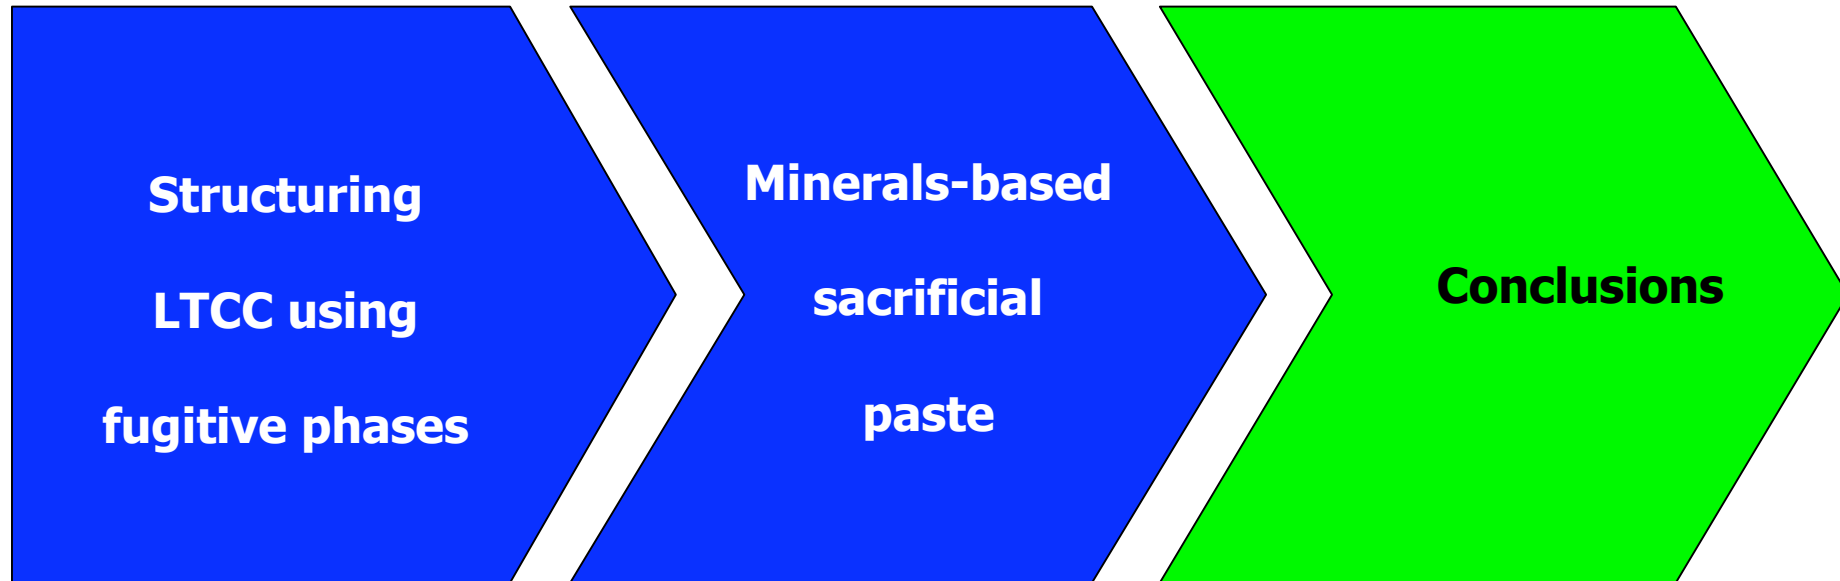 Structuring
LTCC using
fugitive phases
Minerals-based
sacrificial
paste
Conclusions